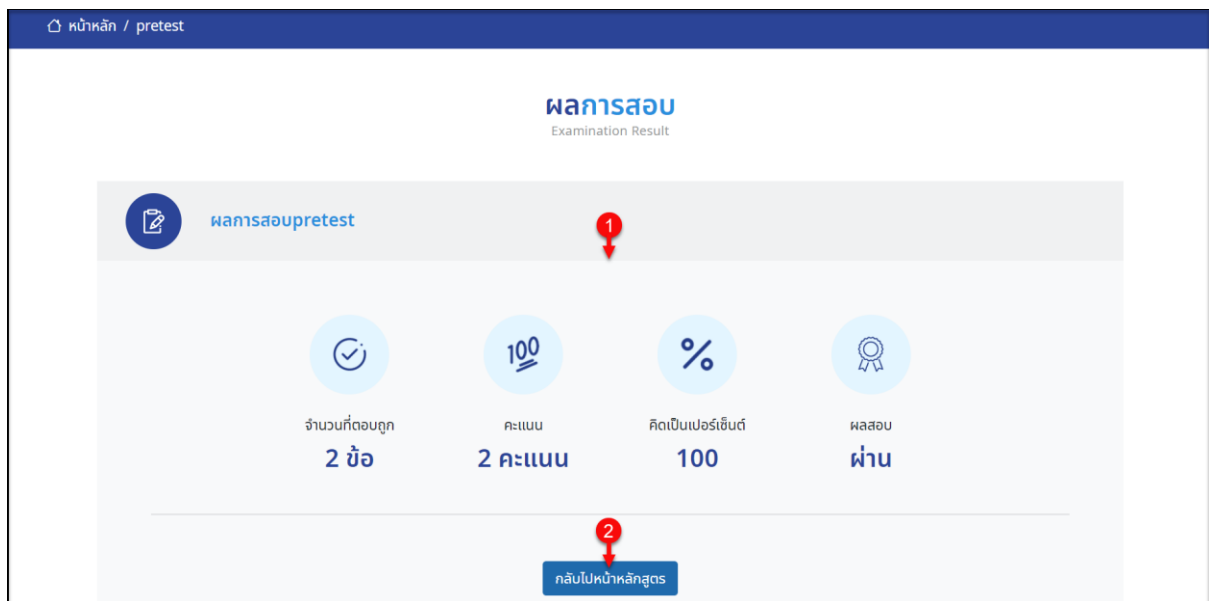 หน้าหลัก / pretest
ผลการสอบ
Examination Result
ผลการสอบpretest
1
100
%
จำนวนที่ตอบถูก
คะแนน
คิดเป็นเปอร์เซ็นต์
ผลสอบ
2 ข้อ
2 คะแนน
100
ผ่าน
2
กลับไปหน้าหลักสูตร